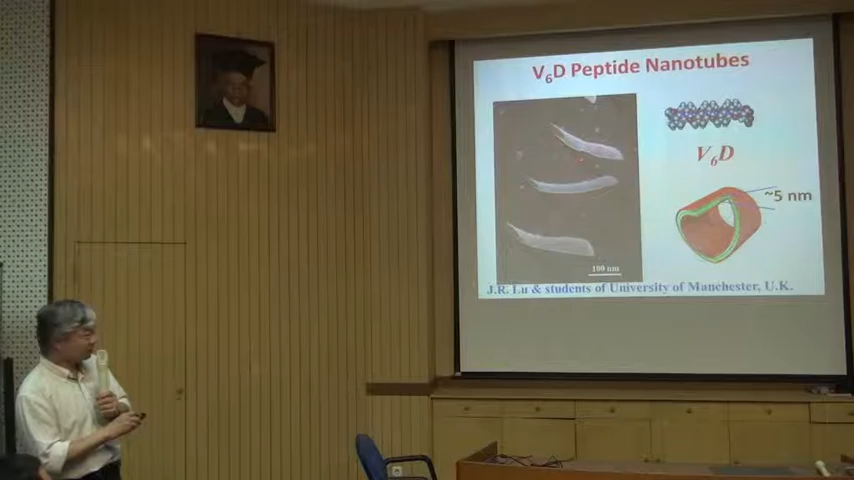 V₆D Peptide Nanotubes
V₆D
~5 nm
100 nm
J.R. Lu & students of University of Manchester, U.K.